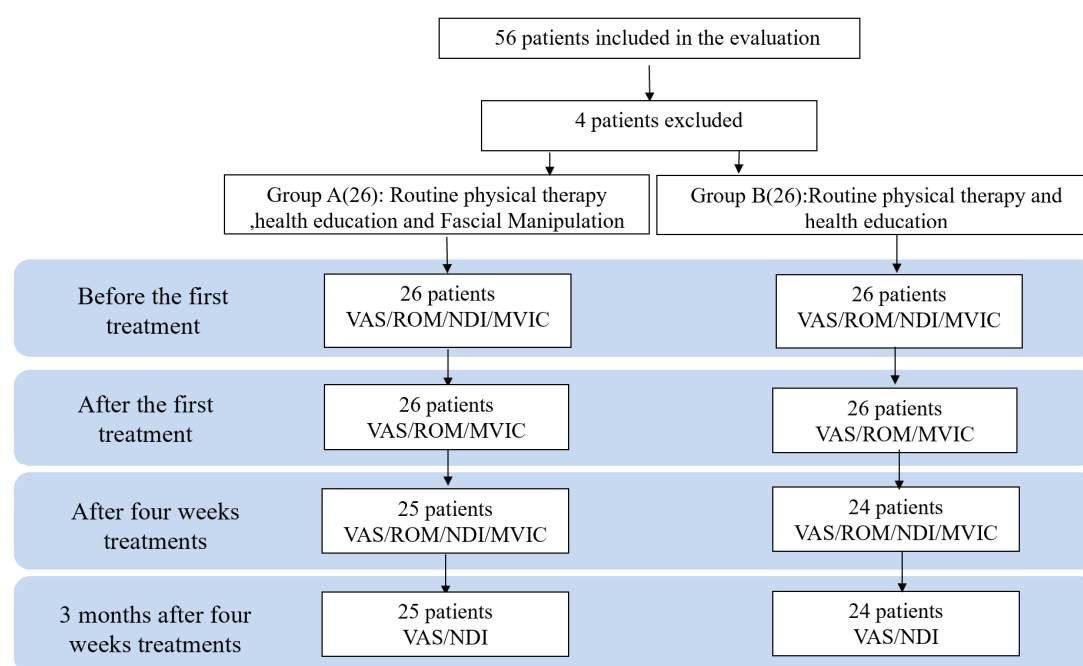 56 patients included in the evaluation
4 patients excluded
Group A(26): Routine physical therapy
,health education and Fascial Manipulation
Group B(26):Routine physical therapy and
health education
Before the first
treatment
26 patients
VAS/ROM/NDI/MVIC
26 patients
VAS/ROM/NDI/MVIC
After the first
treatment
26 patients
VAS/ROM/MVIC
26 patients
VAS/ROM/MVIC
After four weeks
treatments
25 patients
VAS/ROM/NDI/MVIC
24 patients
VAS/ROM/NDI/MVIC
3 months after four
weeks treatments
25 patients
VAS/NDI
24 patients
VAS/NDI